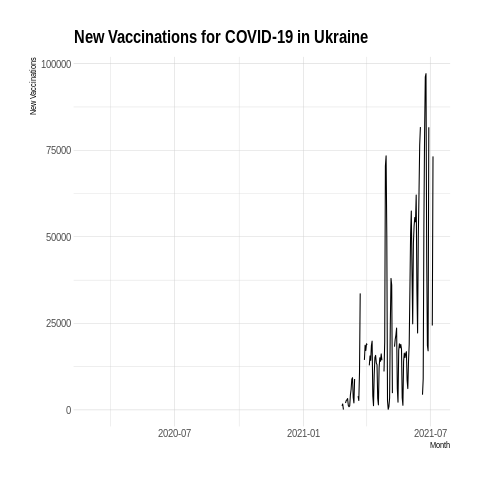 New Vaccinations for COVID-19 in Ukraine
New Vaccinations
100000
75000
50000
25000
0
2020-07
2021-01
2021-07
Month